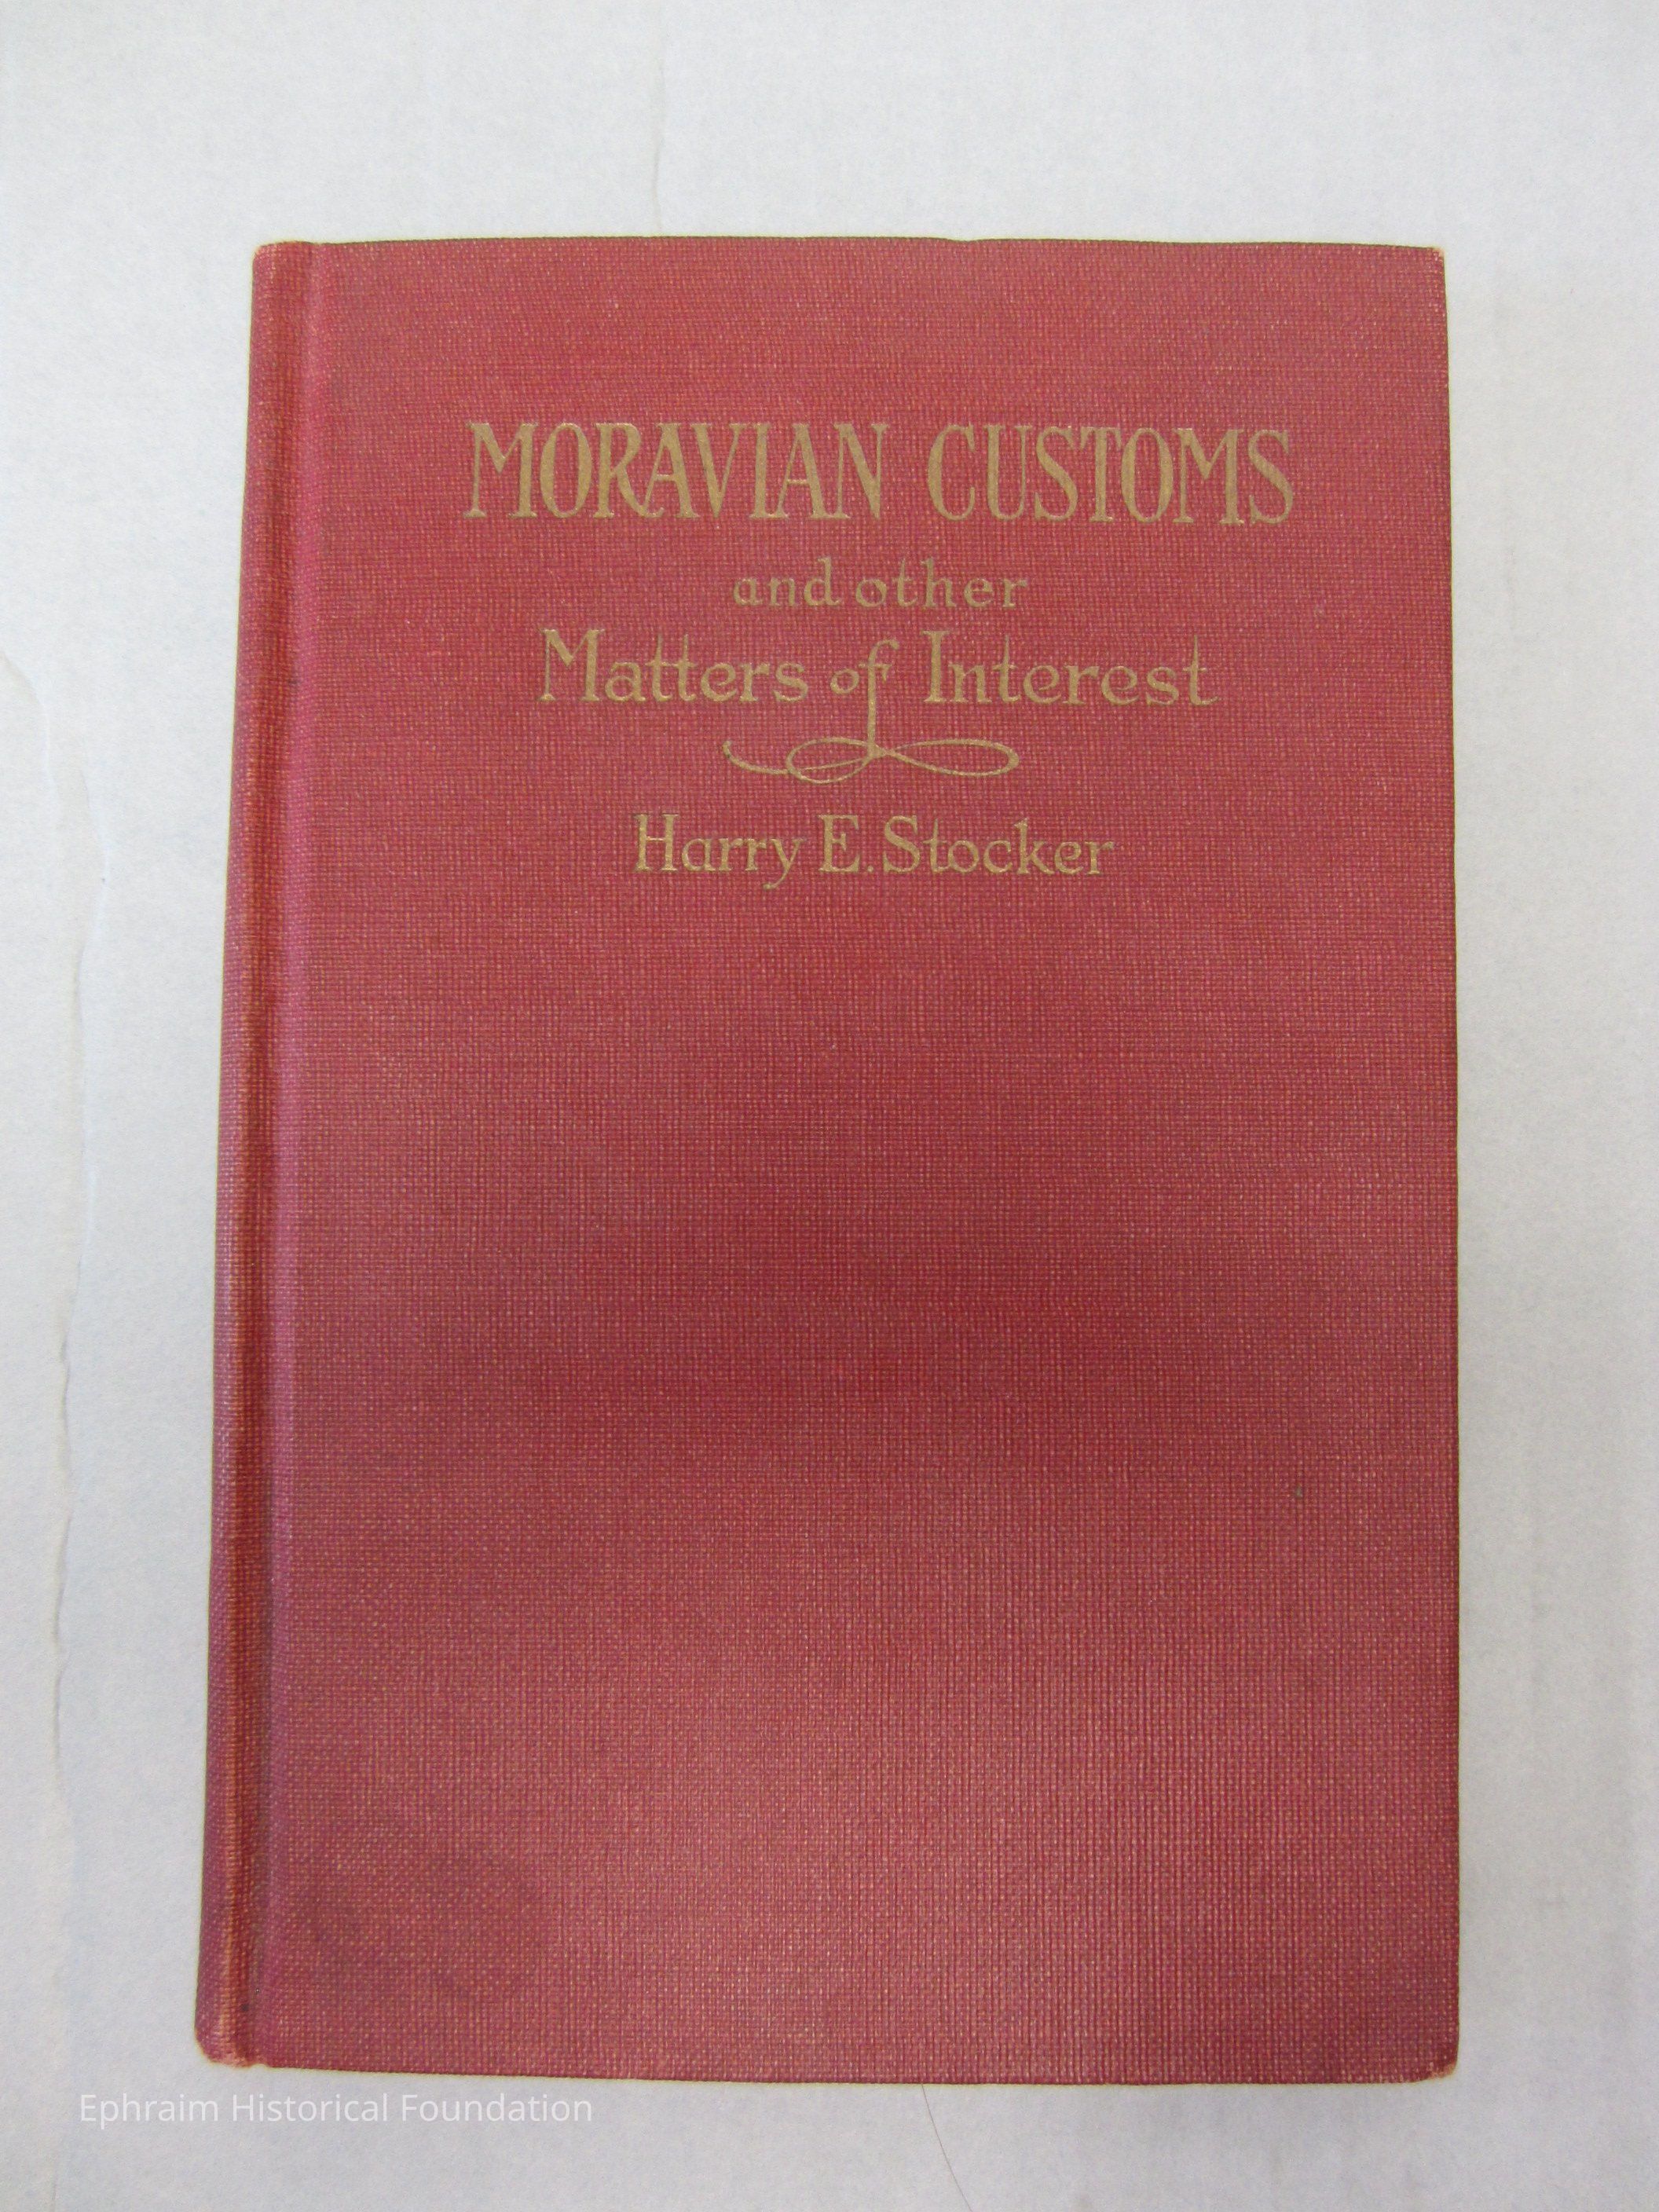 MORAVIAN CUSTOMS
and other
Matters of Interest
Harry E. Stocker
Ephraim Historical Foundation